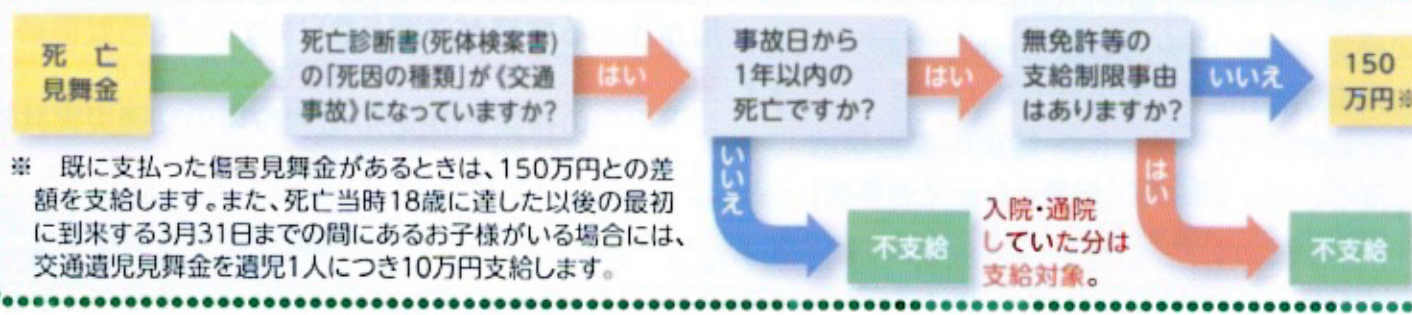 死　亡
見舞金
死亡診断書(死体検案書)
の「死因の種類」が《交通
事故》になっていますか?
はい
事故日から
1年以内の
死亡ですか?
はい
無免許等の
支給制限事由
はありますか?
いいえ
150
万円※
※　既に支払った傷害見舞金があるときは、150万円との差
額を支給します。また、死亡当時18歳に達した以後の最初
に到来する3月31日までの間にあるお子様がいる場合には、
交通遺児見舞金を遺児1人につき10万円支給します。
いいえ
不支給
入院・通院
していた分は
支給対象。
はい
不支給